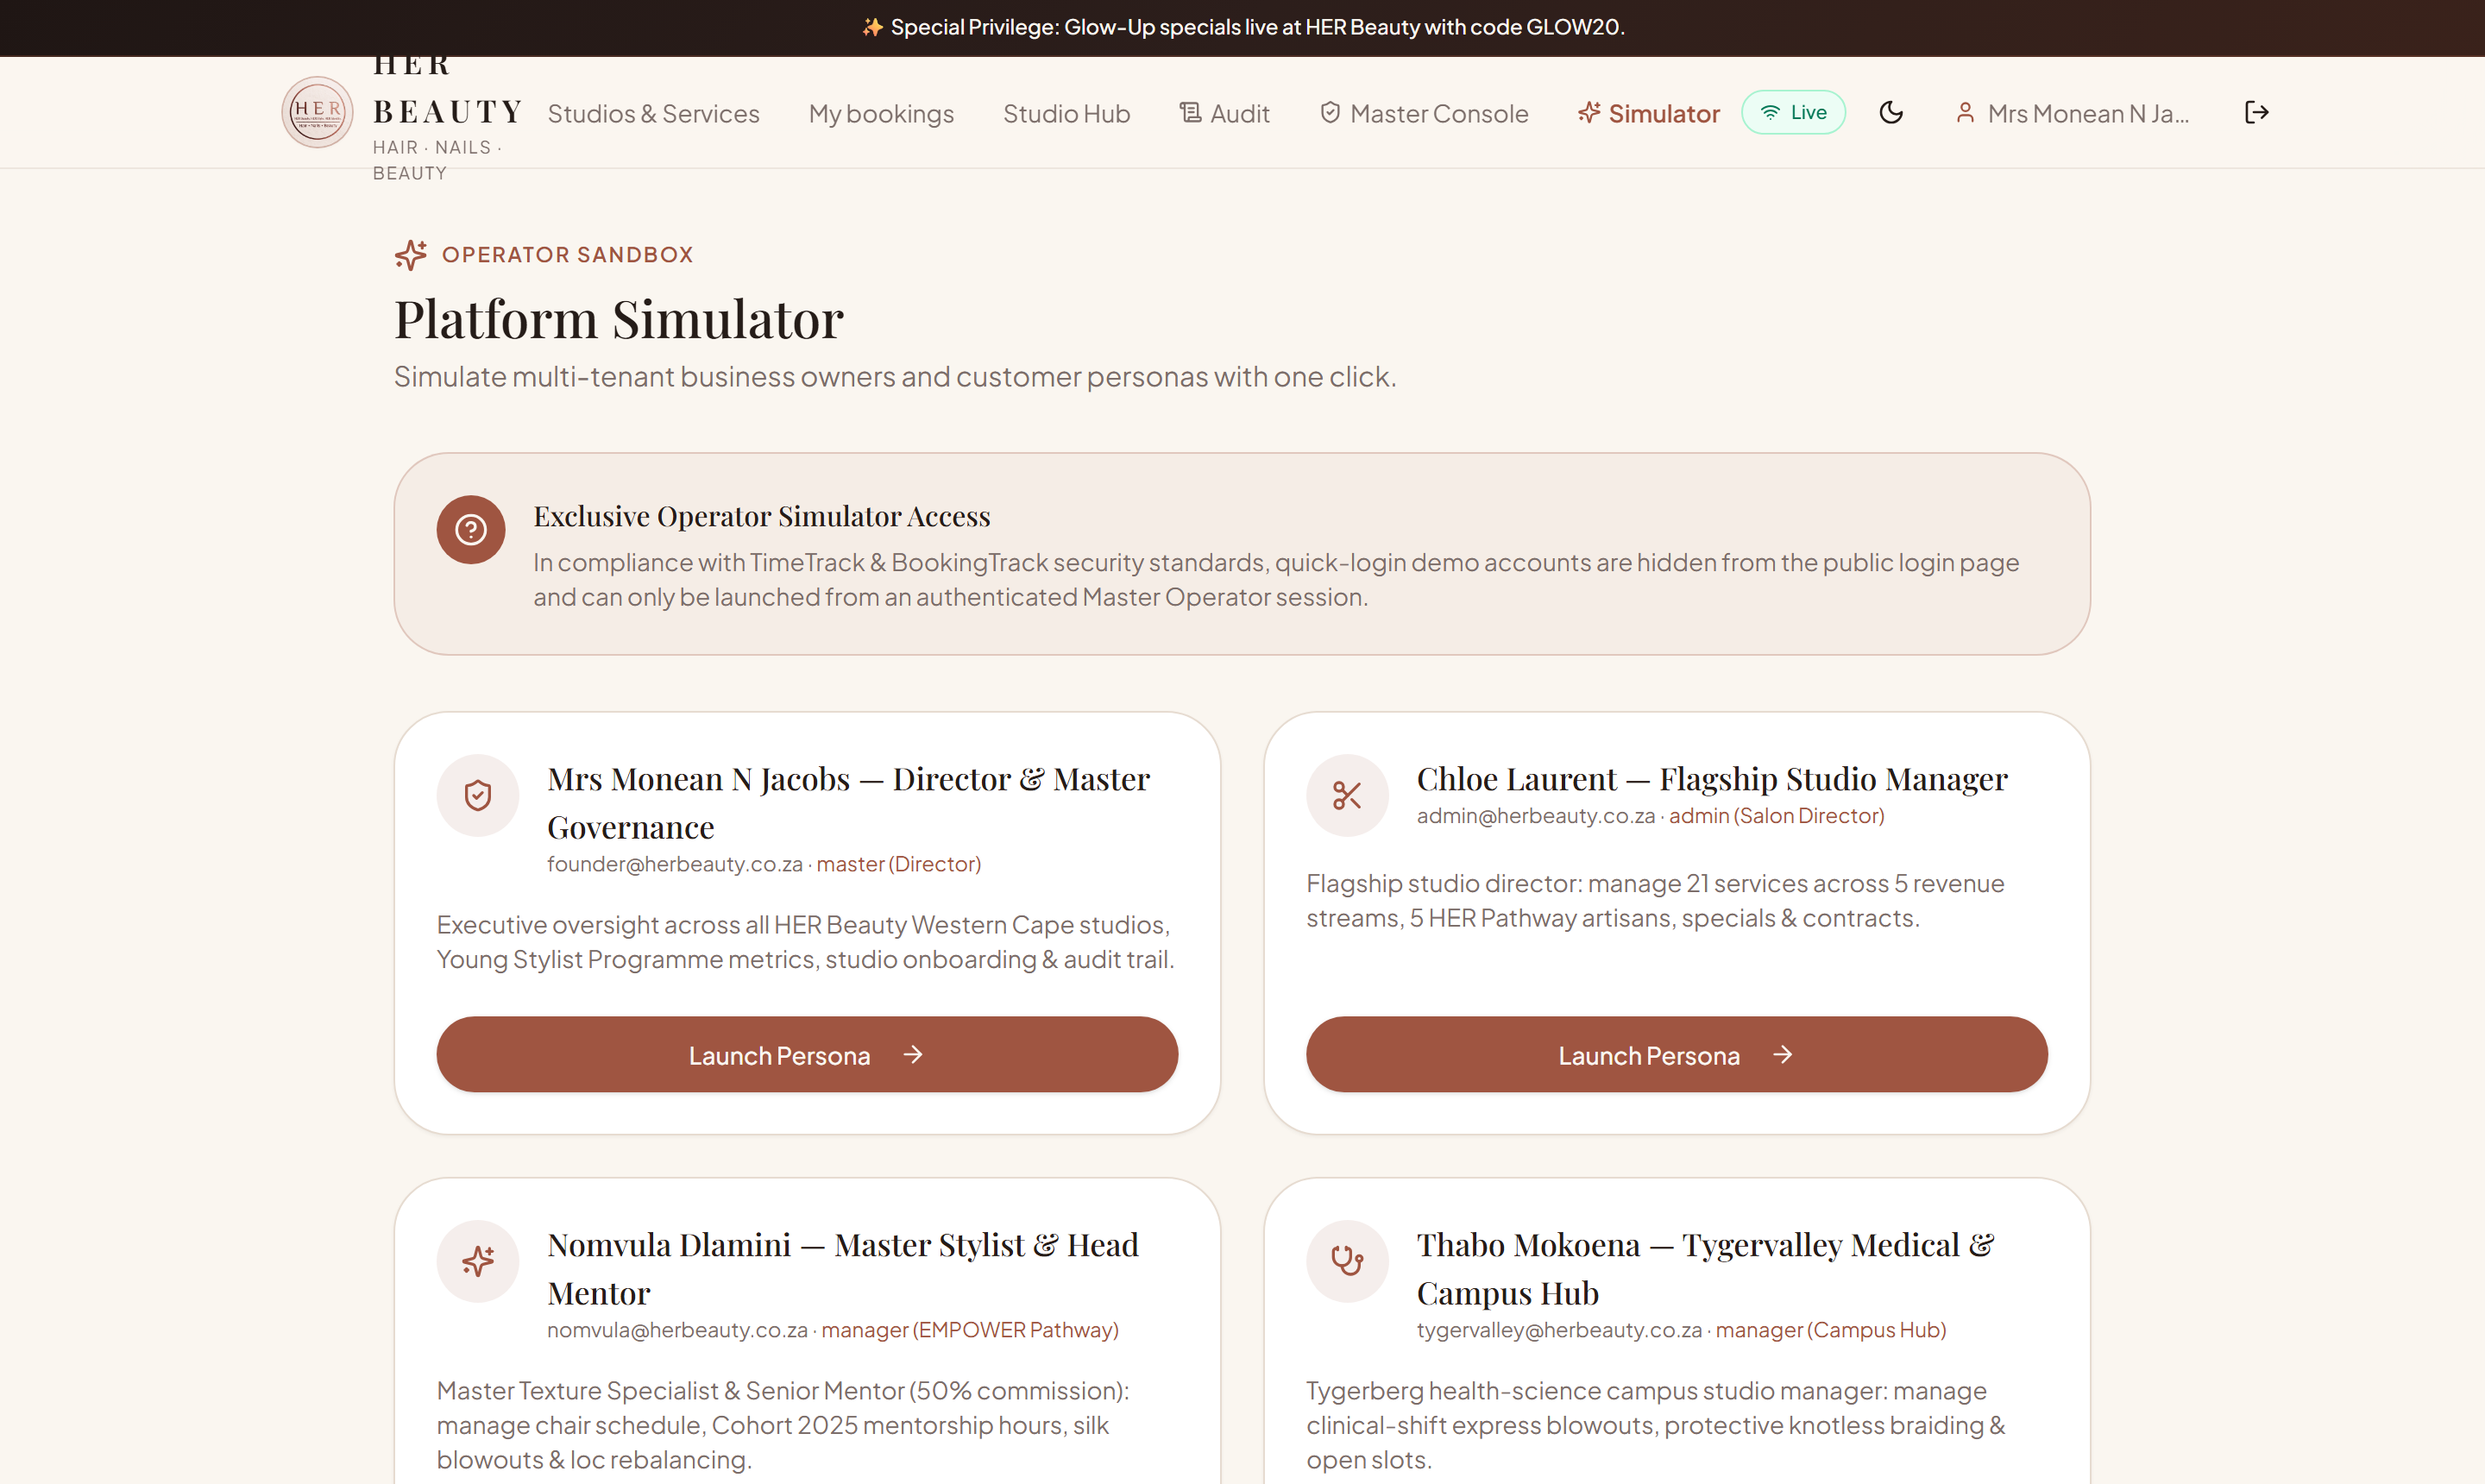 ✨ Special Privilege: Glow-Up specials live at HER Beauty with code GLOW20.
HER
BEAUTY
HAIR · NAILS ·
BEAUTY
HER
Studios & Services
My bookings
Studio Hub
Audit
Master Console
Simulator
Live
Mrs Monean N Ja...
OPERATOR SANDBOX
Platform Simulator
Simulate multi-tenant business owners and customer personas with one click.
Exclusive Operator Simulator Access
In compliance with TimeTrack & BookingTrack security standards, quick-login demo accounts are hidden from the public login page
and can only be launched from an authenticated Master Operator session.
Mrs Monean N Jacobs — Director & Master
Governance
founder@herbeauty.co.za · master (Director)
Executive oversight across all HER Beauty Western Cape studios,
Young Stylist Programme metrics, studio onboarding & audit trail.
Launch Persona
Chloe Laurent — Flagship Studio Manager
admin@herbeauty.co.za · admin (Salon Director)
Flagship studio director: manage 21 services across 5 revenue
streams, 5 HER Pathway artisans, specials & contracts.
Launch Persona
Nomvula Dlamini — Master Stylist & Head
Mentor
nomvula@herbeauty.co.za · manager (EMPOWER Pathway)
Master Texture Specialist & Senior Mentor (50% commission):
manage chair schedule, Cohort 2025 mentorship hours, silk
blowouts & loc rebalancing.
Thabo Mokoena — Tygervalley Medical &
Campus Hub
tygervalley@herbeauty.co.za · manager (Campus Hub)
Tygerberg health-science campus studio manager: manage
clinical-shift express blowouts, protective knotless braiding &
open slots.